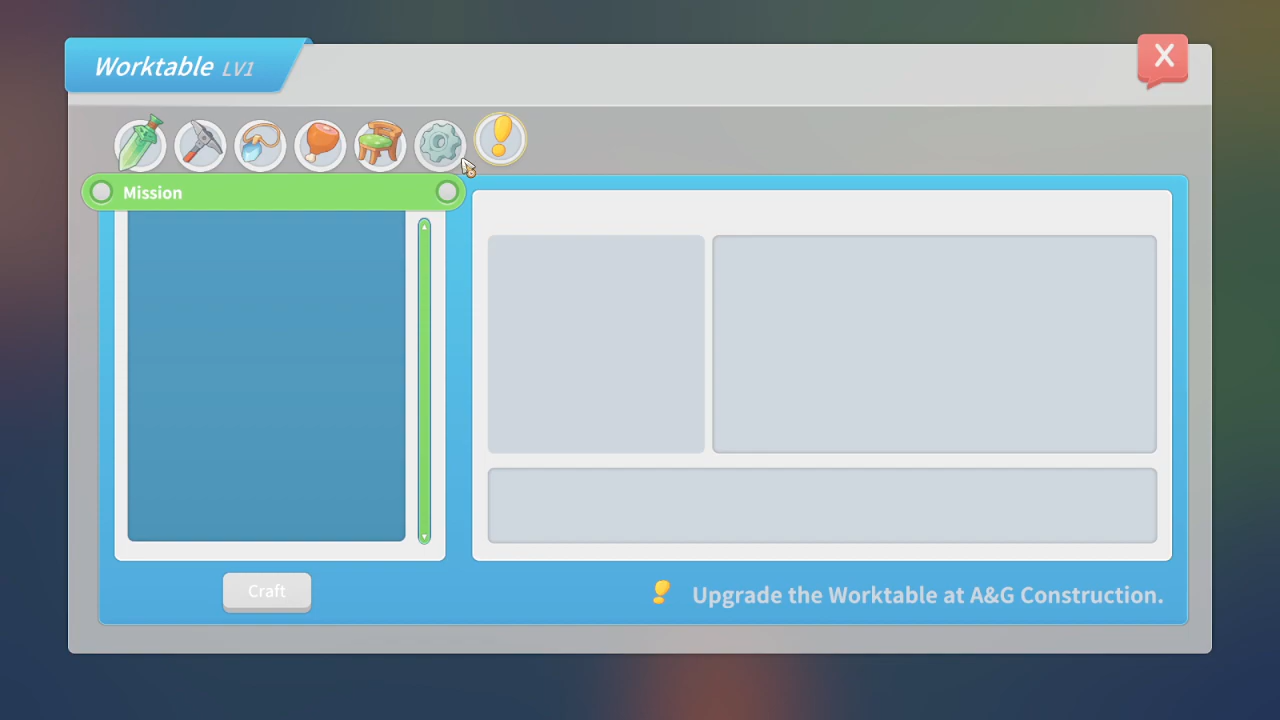 Worktable LV1
X
Mission
Craft
Upgrade the Worktable at A&G Construction.